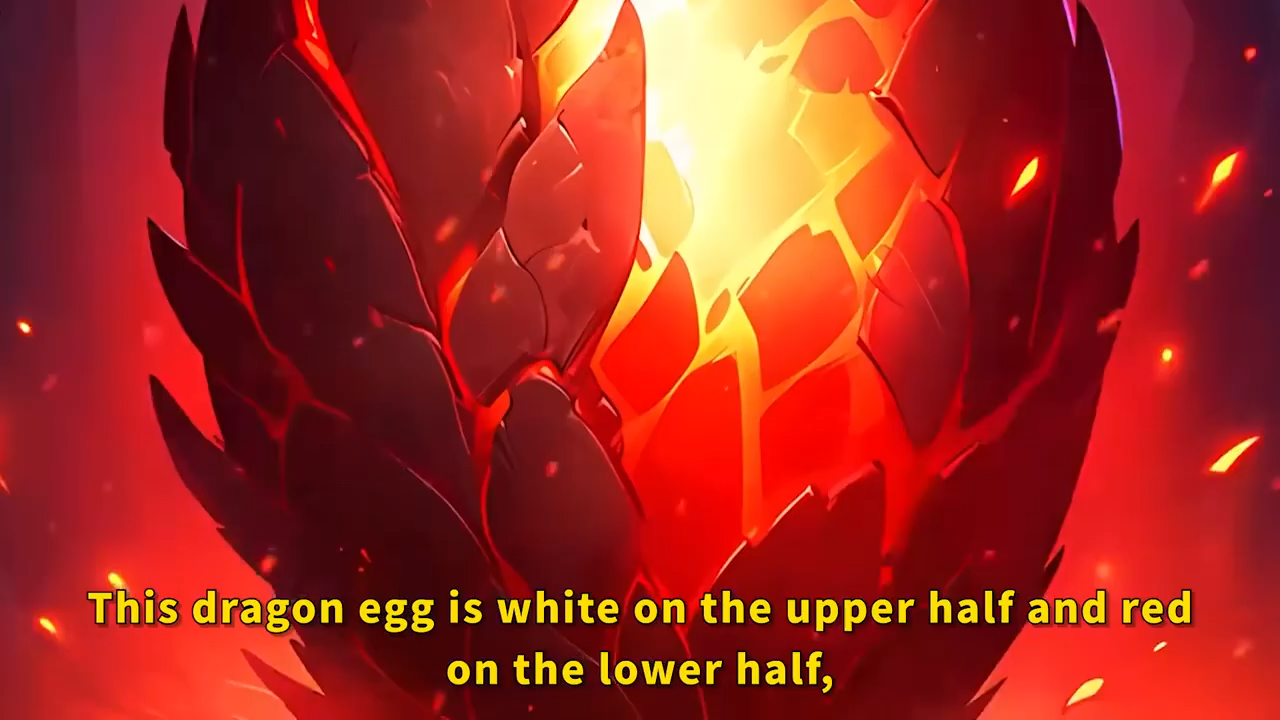 This dragon egg is white on the upper half and red
on the lower half,